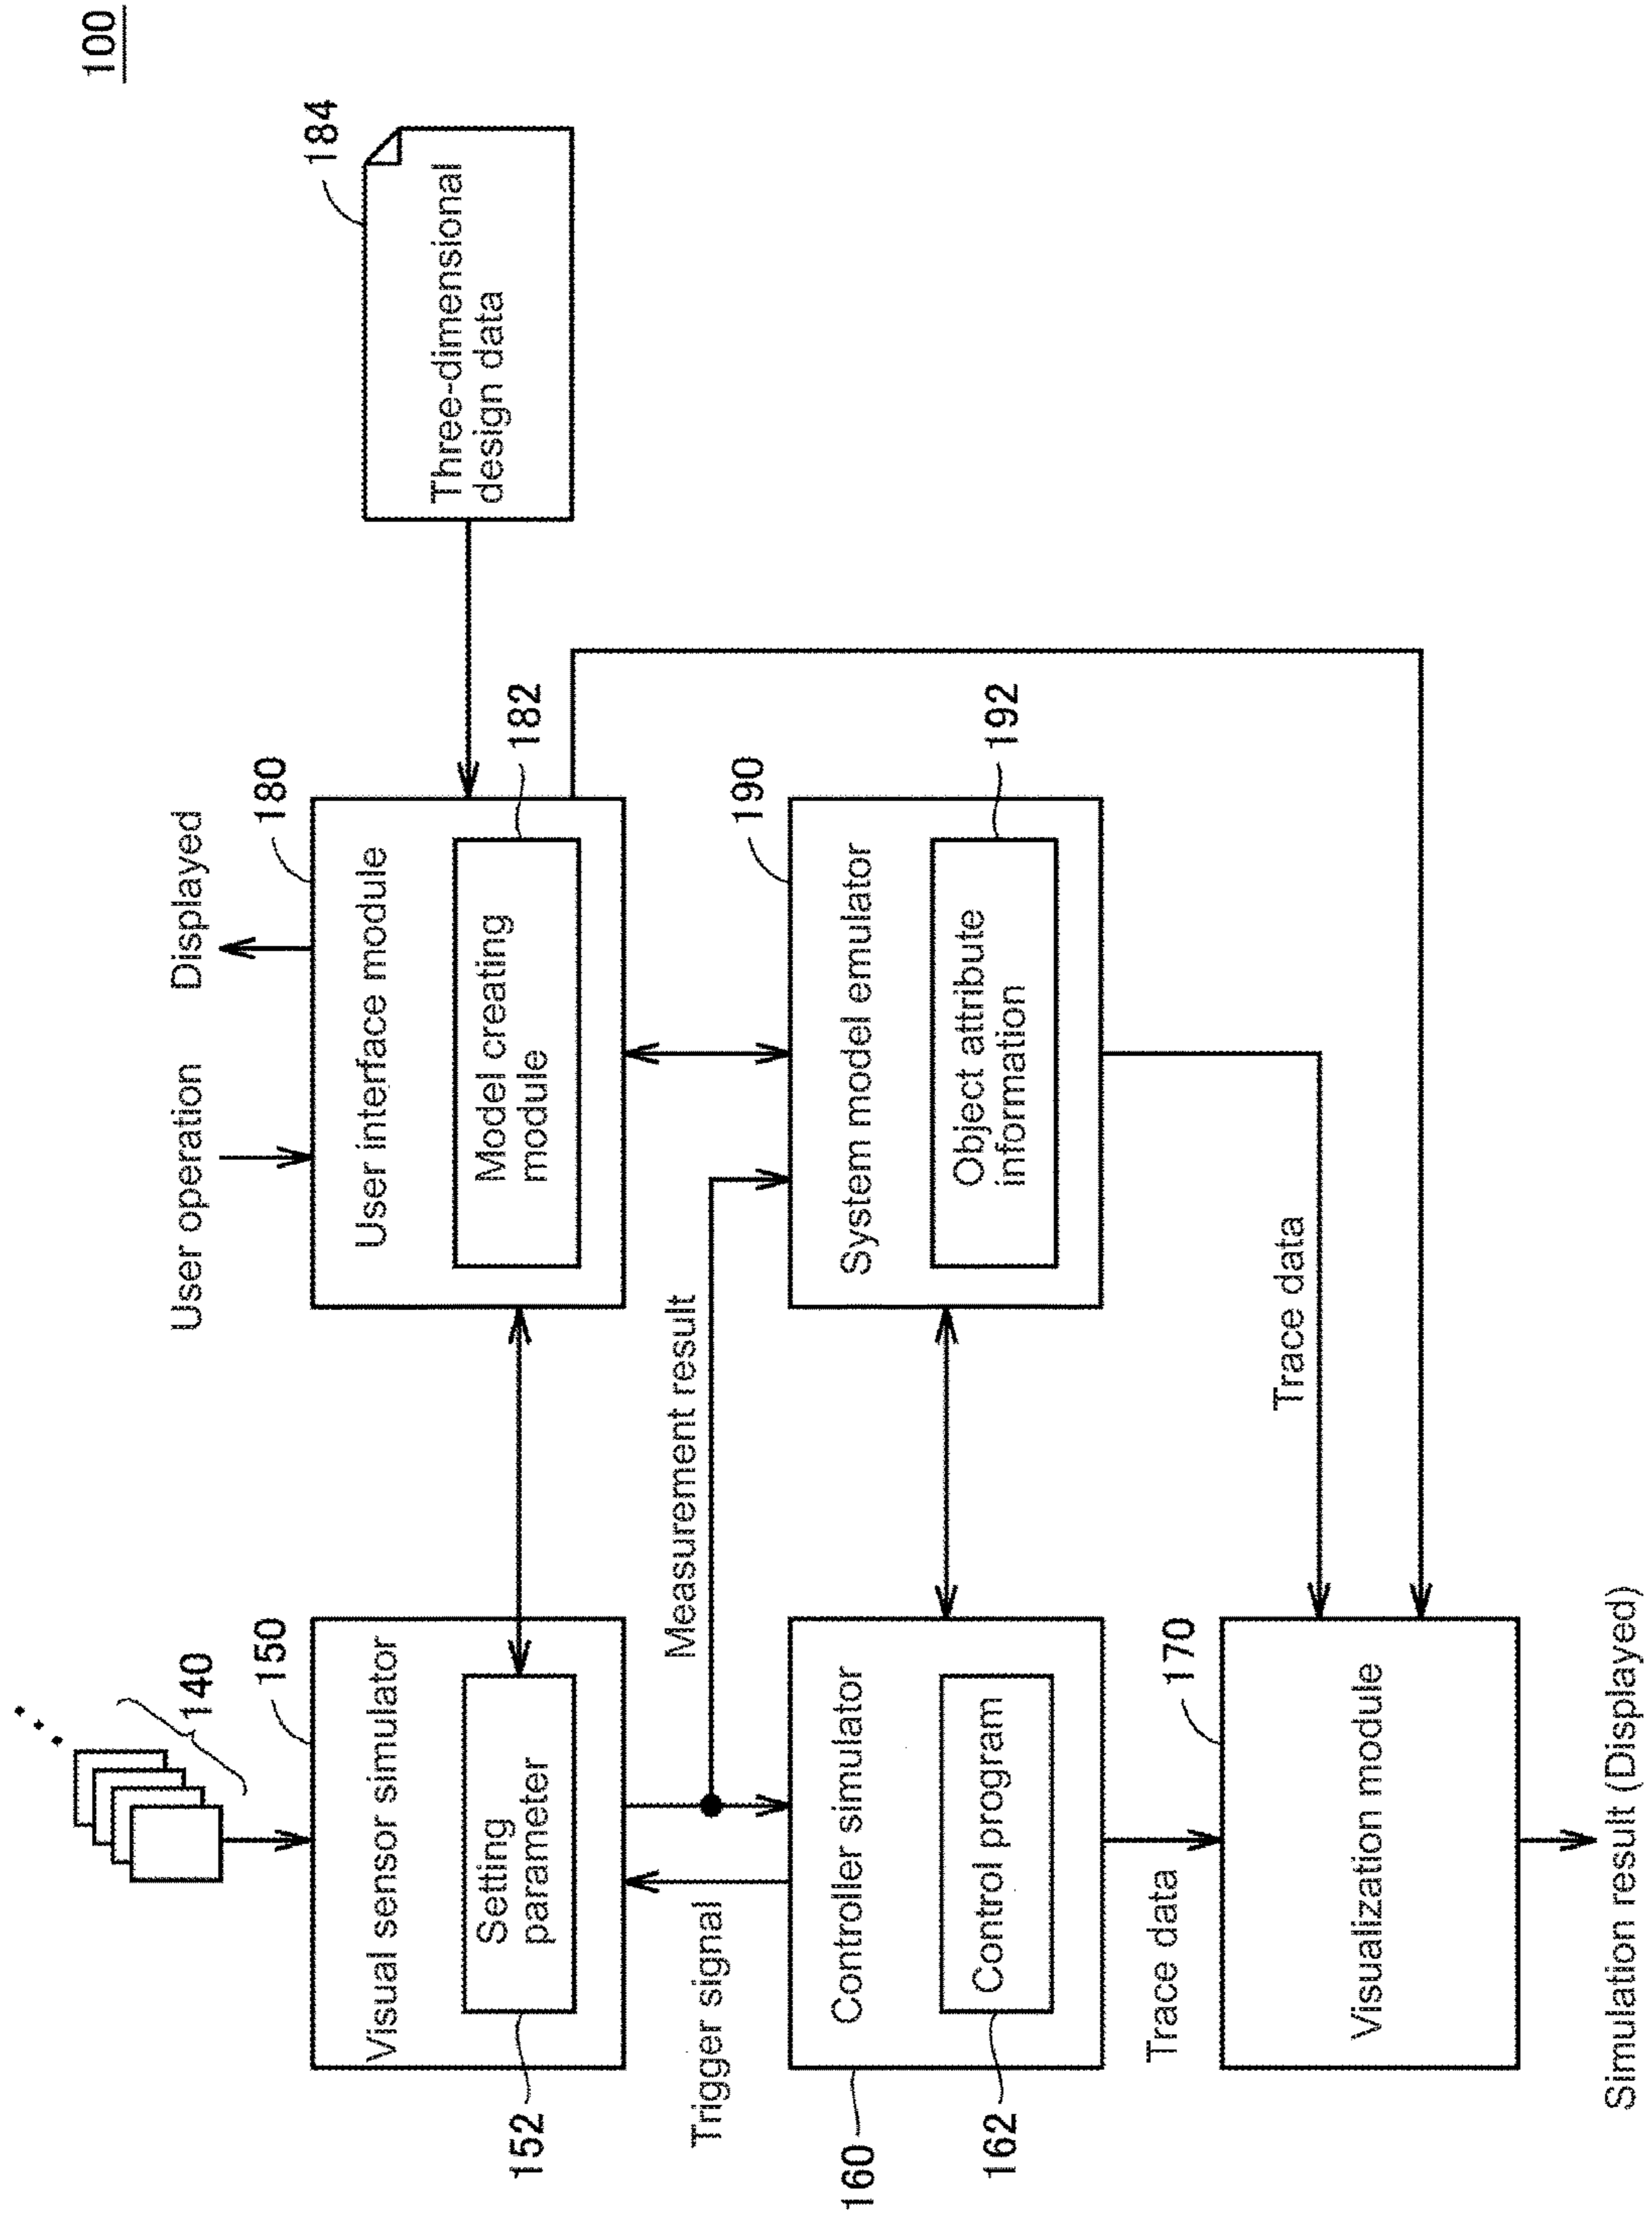 100
140
150
Visual sensor simulator
Setting
parameter
152
User operation
Displayed
180
User interface module
Model creating
module
182
184
Three-dimensional
design data
Trigger signal
Measurement result
160
Controller simulator
Control program
162
190
System model emulator
Object attribute
information
192
Trace data
Trace data
170
Visualization module
Simulation result (Displayed)